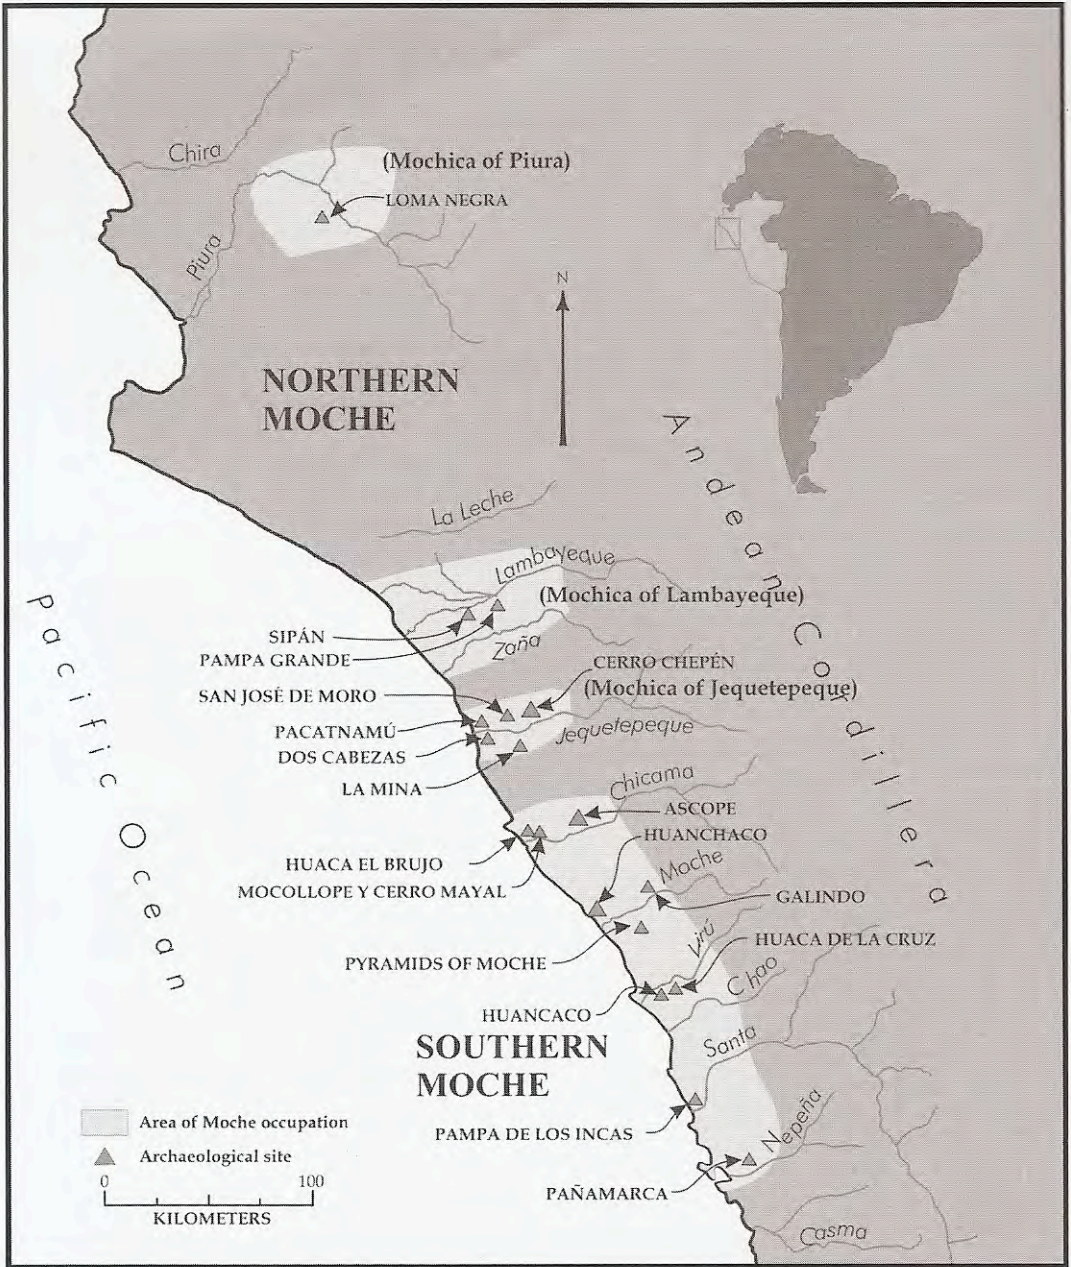 Chira
(Mochica of Piura)
LOMA NEGRA
Piura
N
NORTHERN
MOCHE
Andean Cordillera
La Leche
Lambayeque
(Mochica of Lambayeque)
Pacific Ocean
SIPÁN
Zaña
PAMPA GRANDE
CERRO CHEPÉN
SAN JOSÉ DE MORO
(Mochica of Jequetepeque)
PACATNAMÚ
Jequetepeque
DOS CABEZAS
LA MINA
Chicama
ASCOPE
HUANCHACO
HUACA EL BRUJO
Moche
MOCOLLOPE Y CERRO MAYAL
GALINDO
Virú
HUACA DE LA CRUZ
PYRAMIDS OF MOCHE
Chao
HUANCACO
SOUTHERN
MOCHE
Santa
Area of Moche occupation
PAMPA DE LOS INCAS
Nepeña
Archaeological site
0 100
KILOMETERS
PAÑAMARCA
Casma